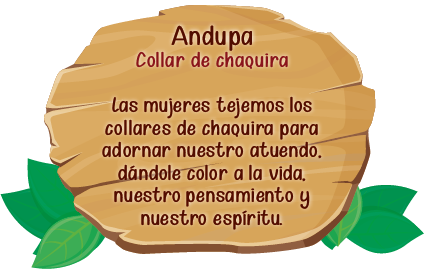 Andupa
Collar de chaquira
Las mujeres tejemos los
collares de chaquira para
adornar nuestro atuendo,
dándole color a la vida,
nuestro pensamiento y
nuestro espíritu.